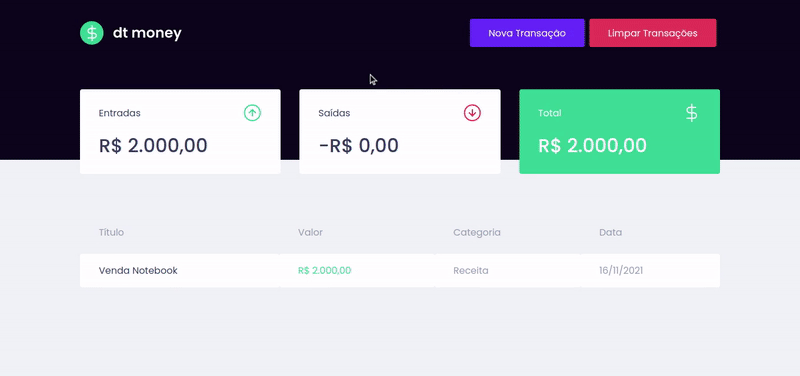 dt money
Nova Transação
Limpar Transações
Entradas
R$ 2.000,00
Saídas
-R$ 0,00
Total
$
R$ 2.000,00
Título Valor Categoria Data
Venda Notebook R$ 2.000,00 Receita 16/11/2021